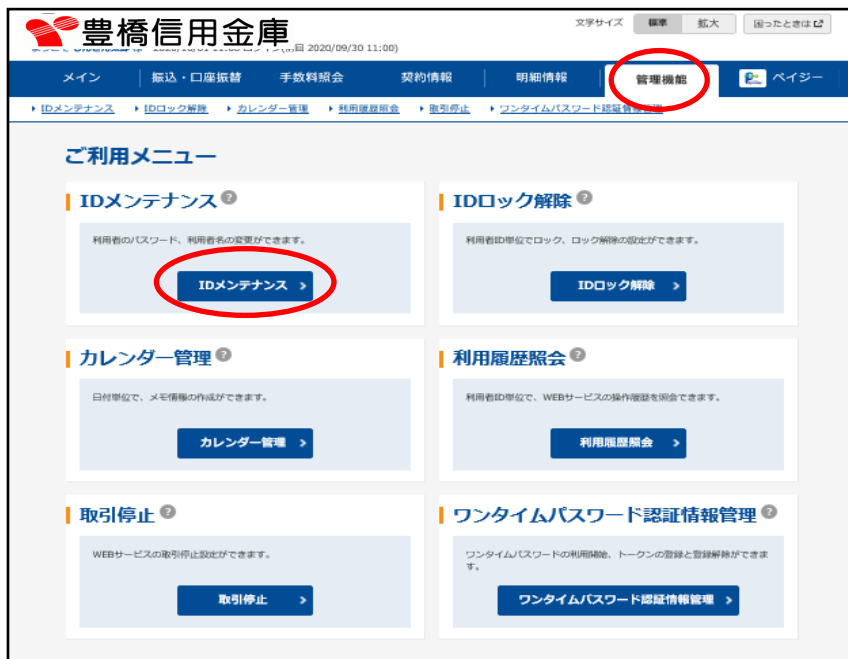 豊橋信用金庫
文字サイズ 標準 拡大 困ったときは
2020/09/30 11:00)
メイン 振込・口座振替 手数料照会 契約情報 明細情報 管理機能 ペイジー
IDメンテナンス IDロック解除 カレンダー管理 利用履歴照会 取引停止 ワンタイムパスワード認証情報管理
ご利用メニュー
IDメンテナンス ? IDロック解除 ?
利用者のパスワード、利用者名の変更ができます。 利用者ID単位でロック、ロック解除の設定ができます。
IDメンテナンス IDロック解除
カレンダー管理 ? 利用履歴照会 ?
日付単位で、メモ情報の作成ができます。 利用者ID単位で、WEBサービスの操作履歴を照会できます。
カレンダー管理 利用履歴照会
取引停止 ? ワンタイムパスワード認証情報管理 ?
WEBサービスの取引停止設定ができます。 ワンタイムパスワードの利用開始、トークンの登録と登録解除ができま
す。
取引停止 ワンタイムパスワード認証情報管理